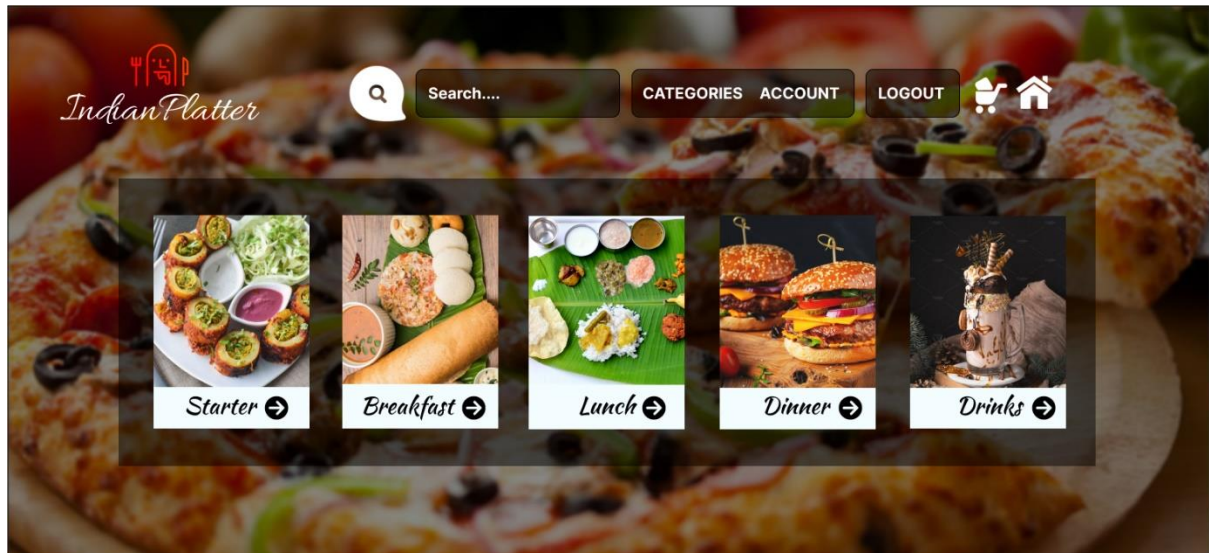 IndianPlatter
Search....
CATEGORIES ACCOUNT
LOGOUT
Starter
Breakfast
Lunch
Dinner
Drinks